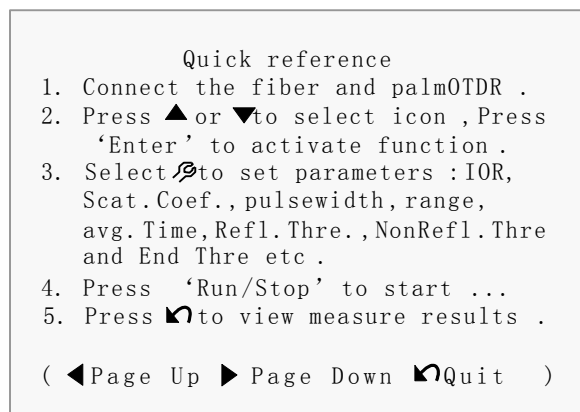 Quick reference
1. Connect the fiber and palmOTDR .
2. Press ▲ or ▼to select icon ,Press
‘Enter’ to activate function .
3. Select to set parameters :IOR,
Scat.Coef.,pulsewidth,range,
avg.Time,Refl.Thre.,NonRefl.Thre
and End Thre etc .
4. Press ‘Run/Stop’ to start ...
5. Press to view measure results .
( ◀Page Up ▶ Page Down Quit )